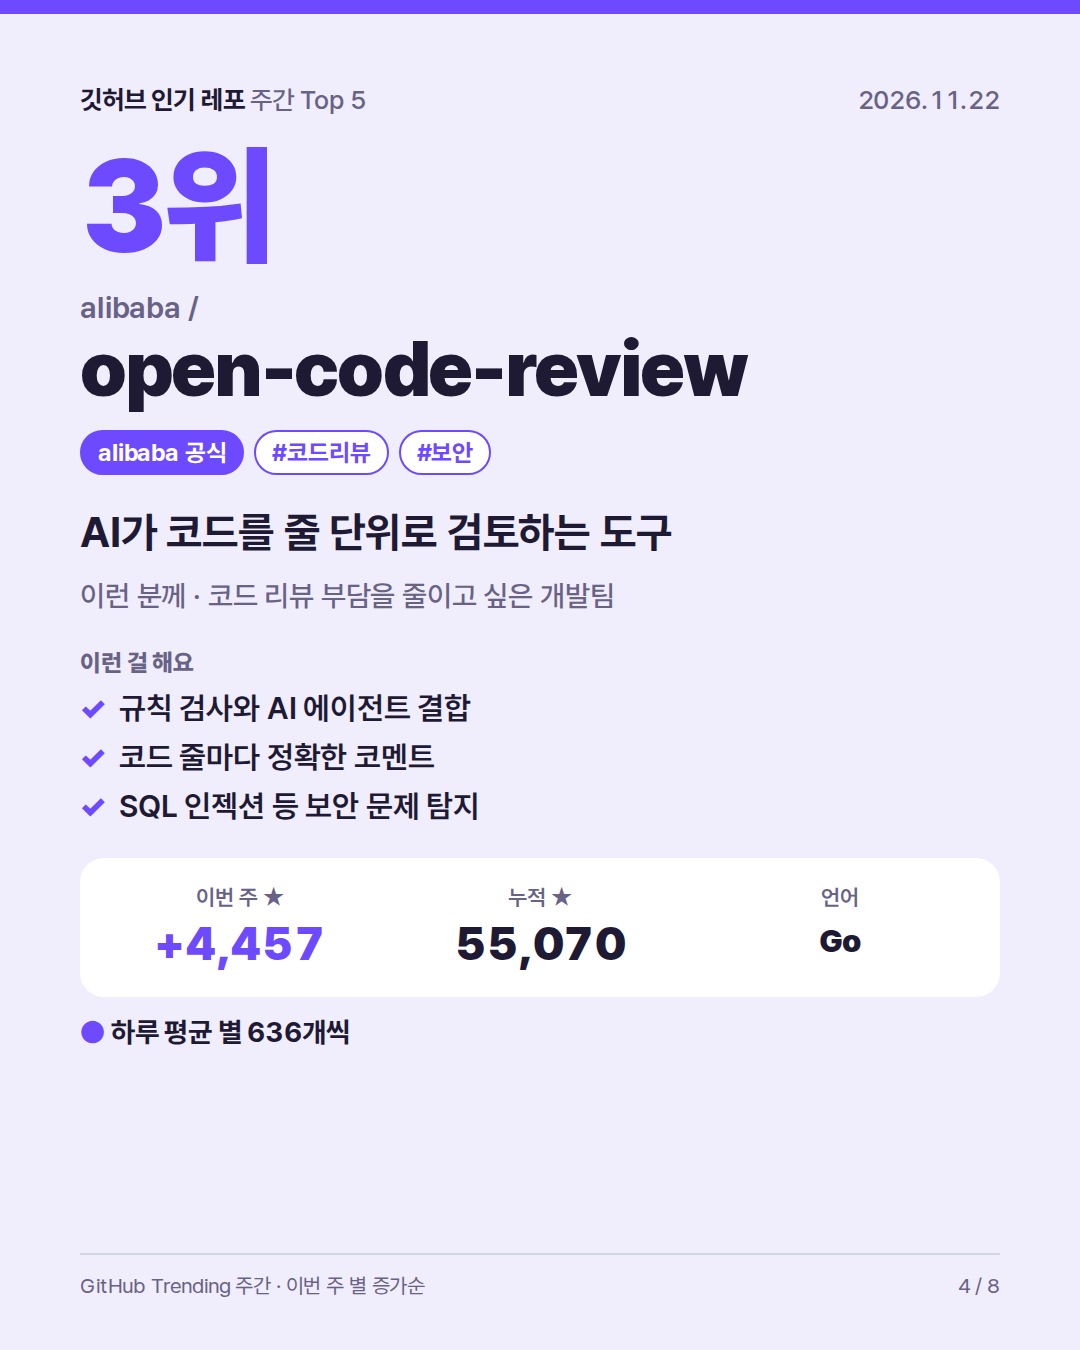 깃허브 인기 레포 주간 Top 5 2026.11.22
3위
alibaba /
open-code-review
alibaba 공식 #코드리뷰 #보안
AI가 코드를 줄 단위로 검토하는 도구
이런 분께 · 코드 리뷰 부담을 줄이고 싶은 개발팀
이런 걸 해요
✓ 규칙 검사와 AI 에이전트 결합
✓ 코드 줄마다 정확한 코멘트
✓ SQL 인젝션 등 보안 문제 탐지
이번 주 ★ 누적 ★ 언어
+4,457 55,070 Go
하루 평균 별 636개씩
GitHub Trending 주간 · 이번 주 별 증가순 4 / 8